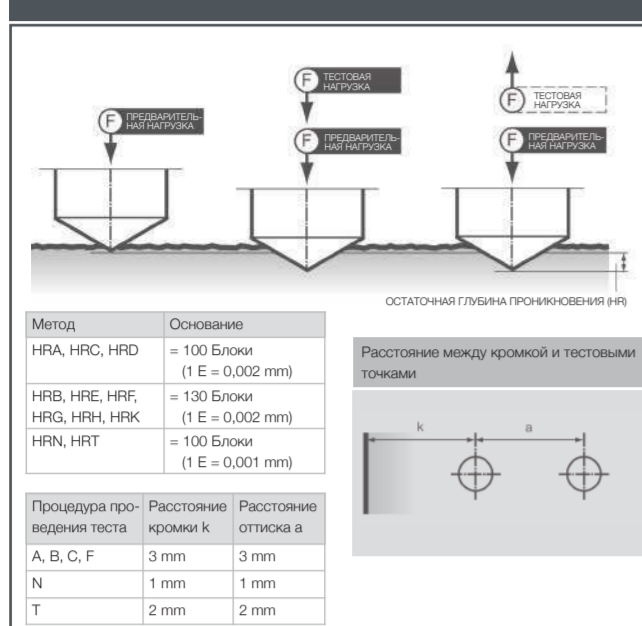 F ТЕСТОВАЯ
НАГРУЗКА
F ТЕСТОВАЯ
НАГРУЗКА
F ПРЕДВАРИТЕЛЬ-
НАЯ НАГРУЗКА
F ПРЕДВАРИТЕЛЬ-
НАЯ НАГРУЗКА
F ПРЕДВАРИТЕЛЬ-
НАЯ НАГРУЗКА
ОСТАТОЧНАЯ ГЛУБИНА ПРОНИКНОВЕНИЯ (HR)
Метод Основание
HRA, HRC, HRD = 100 Блоки
(1 E = 0,002 mm)
HRB, HRE, HRF, = 130 Блоки
HRG, HRH, HRK (1 E = 0,002 mm)
HRN, HRT = 100 Блоки
(1 E = 0,001 mm)
Расстояние между кромкой и тестовыми
точками
k a
Процедура про- Расстояние Расстояние
ведения теста кромки k оттиска a
A, B, C, F 3 mm 3 mm
N 1 mm 1 mm
T 2 mm 2 mm